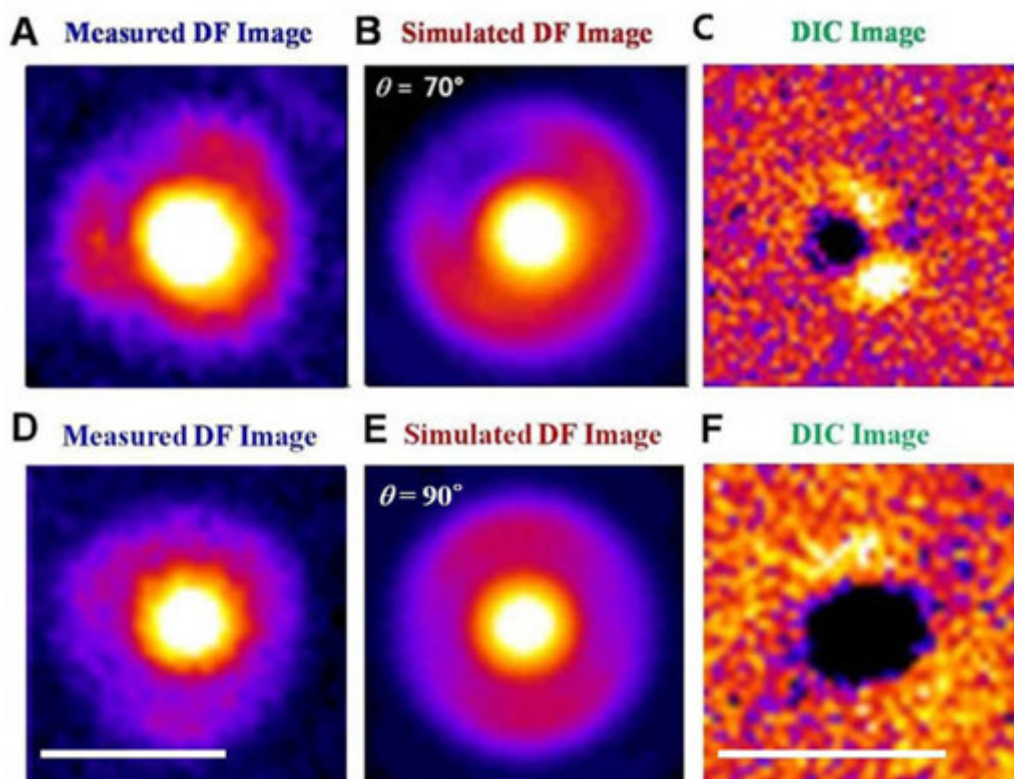 A Measured DF Image
B Simulated DF Image
C DIC Image
θ = 70°
D Measured DF Image
E Simulated DF Image
F DIC Image
θ = 90°